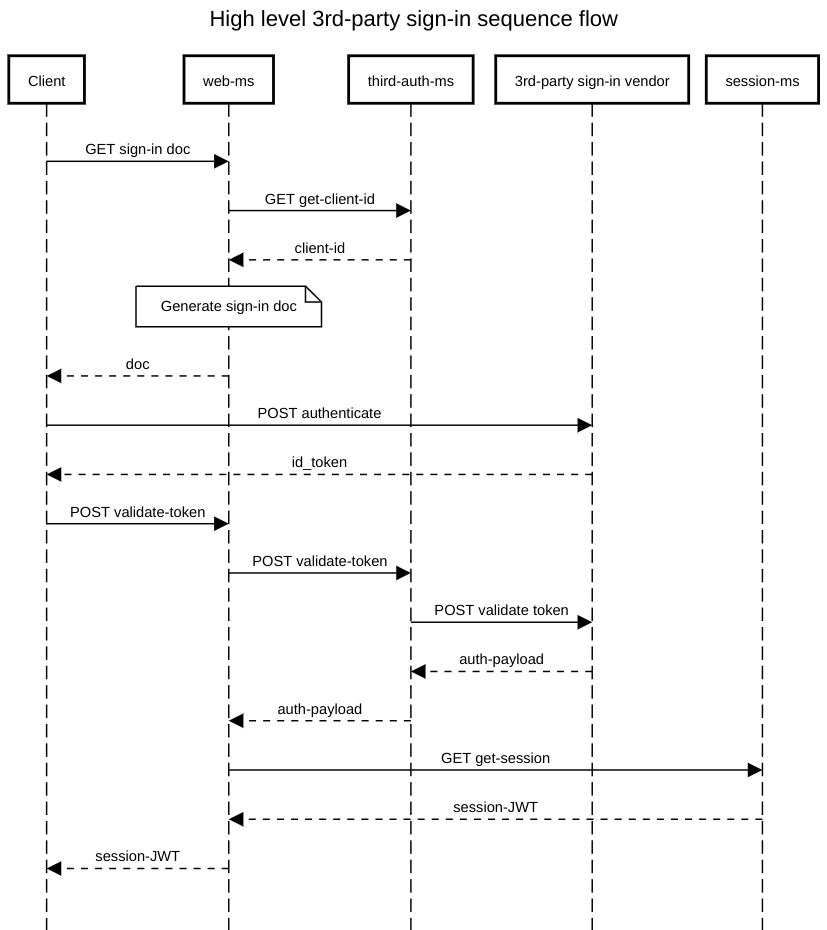 High level 3rd-party sign-in sequence flow
Client
web-ms
third-auth-ms
3rd-party sign-in vendor
session-ms
GET sign-in doc
GET get-client-id
client-id
Generate sign-in doc
doc
POST authenticate
id_token
POST validate-token
POST validate-token
POST validate token
auth-payload
auth-payload
GET get-session
session-JWT
session-JWT